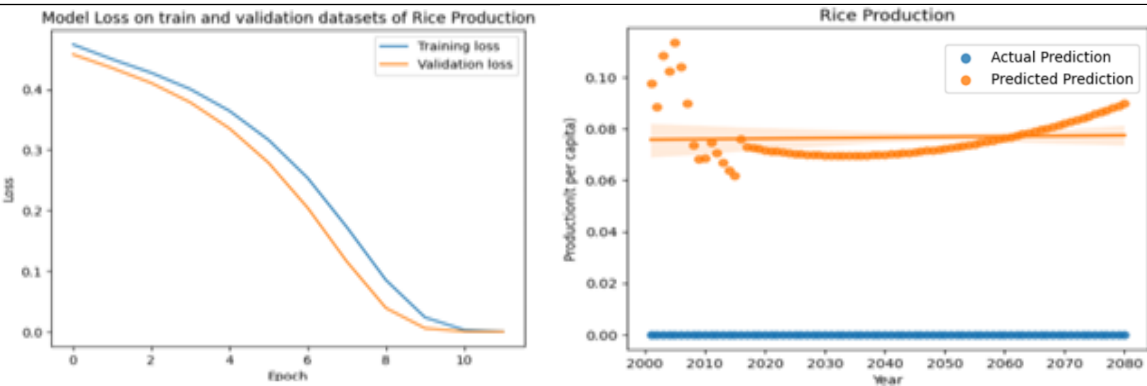 Model Loss on train and validation datasets of Rice Production
Training loss
Validation loss
0.4
0.3
0.2
0.1
0.0
Loss
0 2 4 6 8 10
Epoch
Rice Production
Actual Prediction
Predicted Prediction
0.10
0.08
0.06
0.04
0.02
0.00
Production(t per capita)
2000 2010 2020 2030 2040 2050 2060 2070 2080
Year